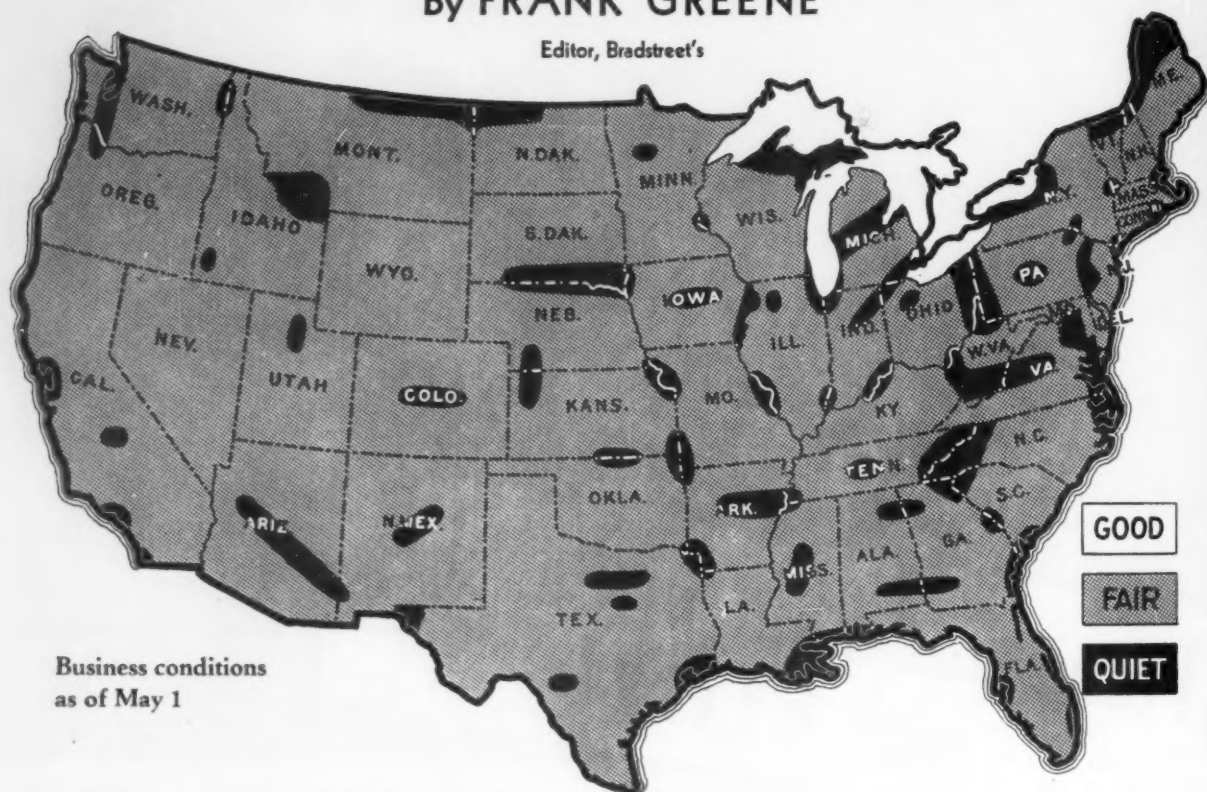 By FRANK GREENE
Editor, Bradstreet's
WASH.
MONT.
N.DAK.
MINN
ME.
VT.
N.H.
OREG.
IDAHO
S.DAK.
WIS.
MICH.
N.Y.
MASS.
CONN.
WYO.
IOWA
PA
N.J.
NEV.
NEB.
ILL.
IND.
OHIO
W.VA.
DEL.
CAL.
UTAH
COLO.
KANS.
MO.
KY.
VA.
ARIZ
N.MEX.
OKLA.
ARK.
TENN.
N.C.
S.C.
TEX.
LA.
MISS.
ALA.
GA.
FLA.
GOOD
FAIR
QUIET
Business conditions
as of May 1